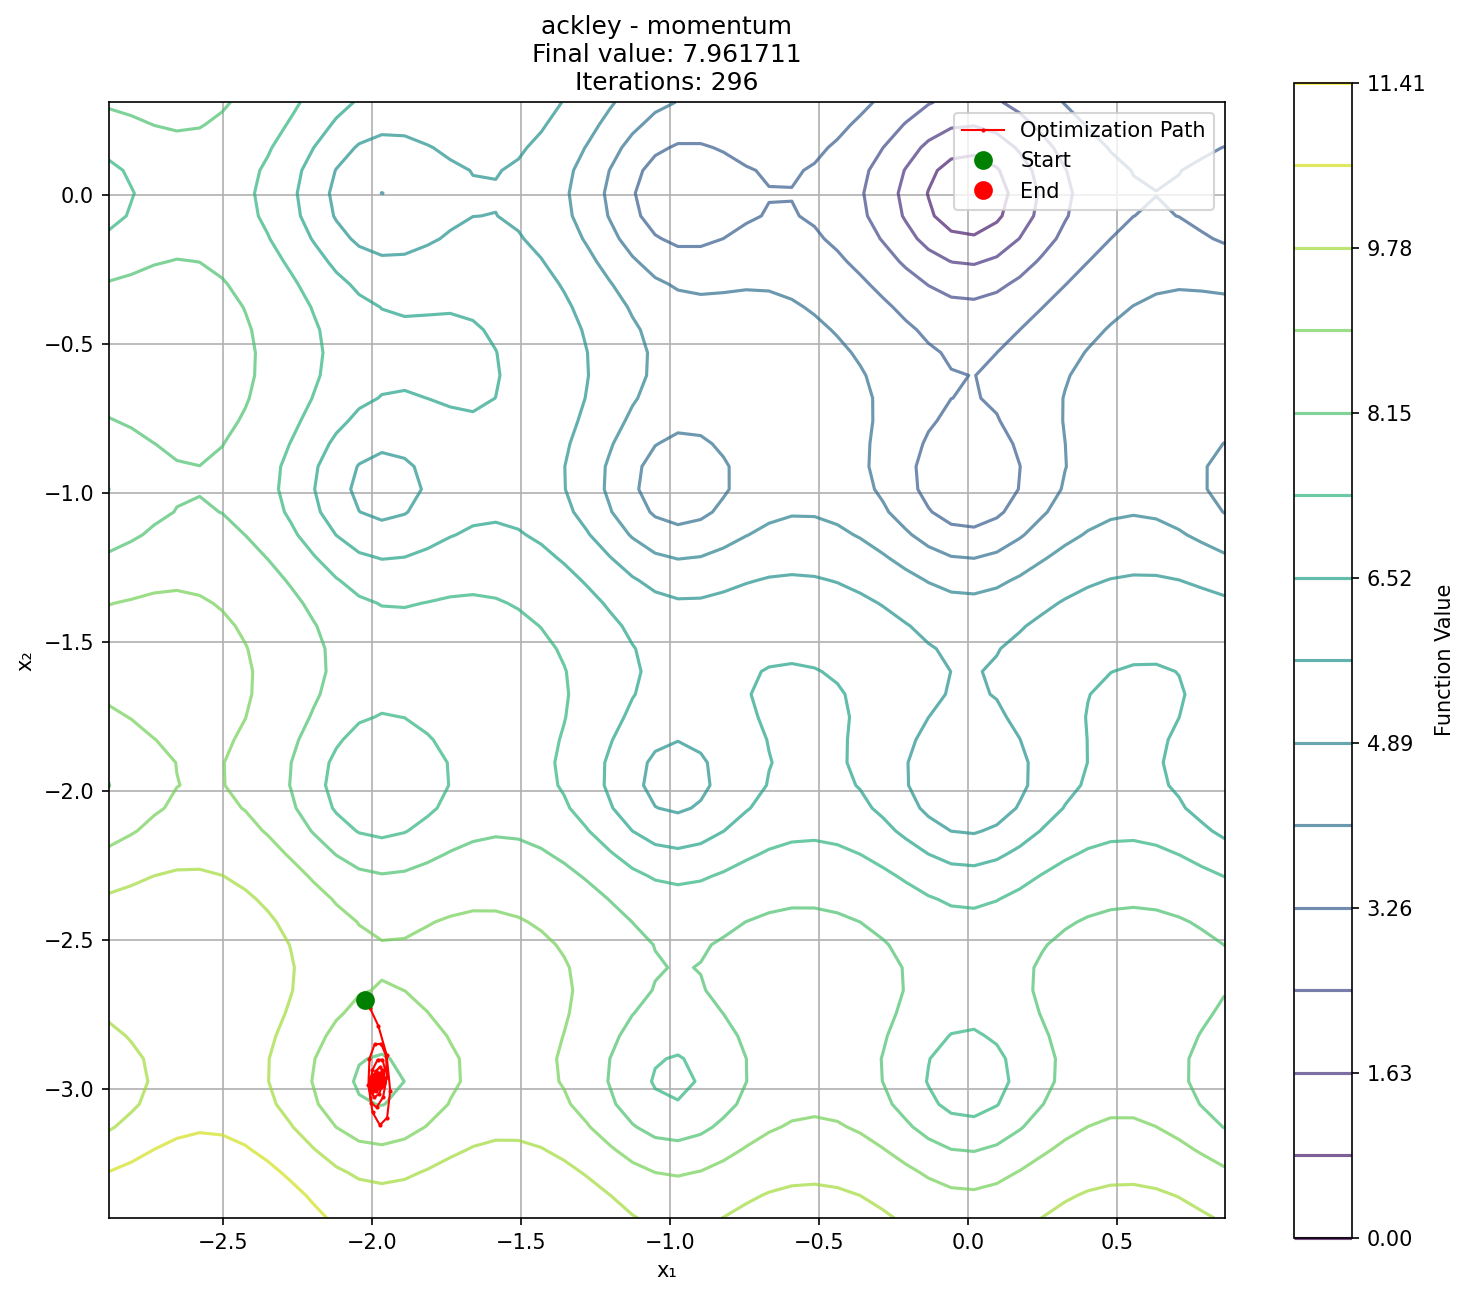 ackley - momentum
Final value: 7.961711
Iterations: 296
Optimization Path
Start
End
0.0
−0.5
−1.0
−1.5
−2.0
−2.5
−3.0
x₂
−2.5
−2.0
−1.5
−1.0
−0.5
0.0
0.5
x₁
11.41
9.78
8.15
6.52
4.89
3.26
1.63
0.00
Function Value